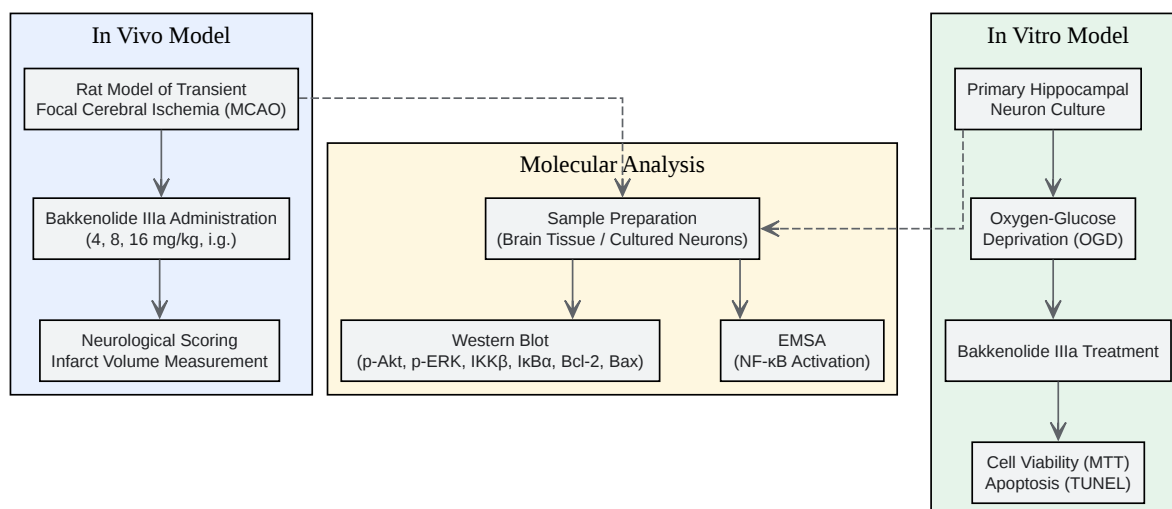 In Vivo Model
Rat Model of Transient
Focal Cerebral Ischemia (MCAO)
Bakkenolide IIIa Administration
(4, 8, 16 mg/kg, i.g.)
Neurological Scoring
Infarct Volume Measurement
Molecular Analysis
Sample Preparation
(Brain Tissue / Cultured Neurons)
Western Blot
(p-Akt, p-ERK, IKKβ, IκBα, Bcl-2, Bax)
EMSA
(NF-κB Activation)
In Vitro Model
Primary Hippocampal
Neuron Culture
Oxygen-Glucose
Deprivation (OGD)
Bakkenolide IIIa Treatment
Cell Viability (MTT)
Apoptosis (TUNEL)